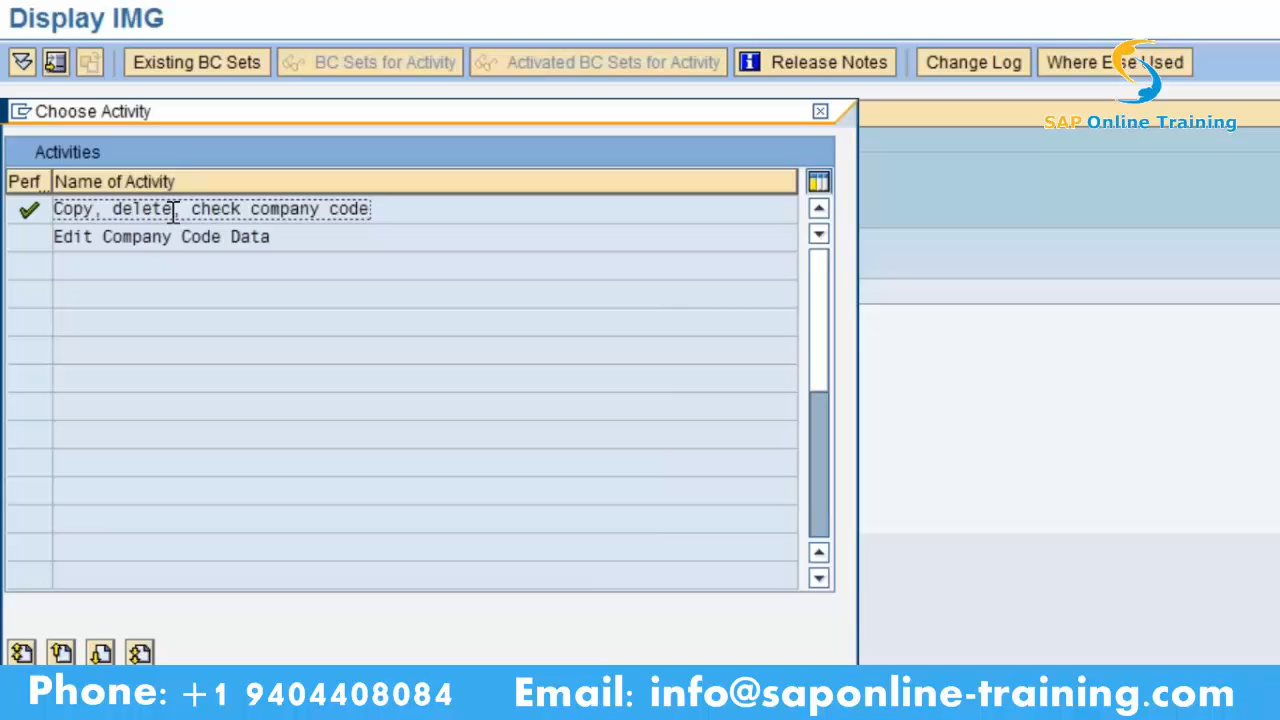 Display IMG
Existing BC Sets
BC Sets for Activity
Activated BC Sets for Activity
Release Notes
Change Log
Where Else Used
SAP Online Training
Choose Activity
Activities
Perf... Name of Activity
Copy, delete, check company code
Edit Company Code Data
Phone: +1 9404408084 Email: info@saponline-training.com